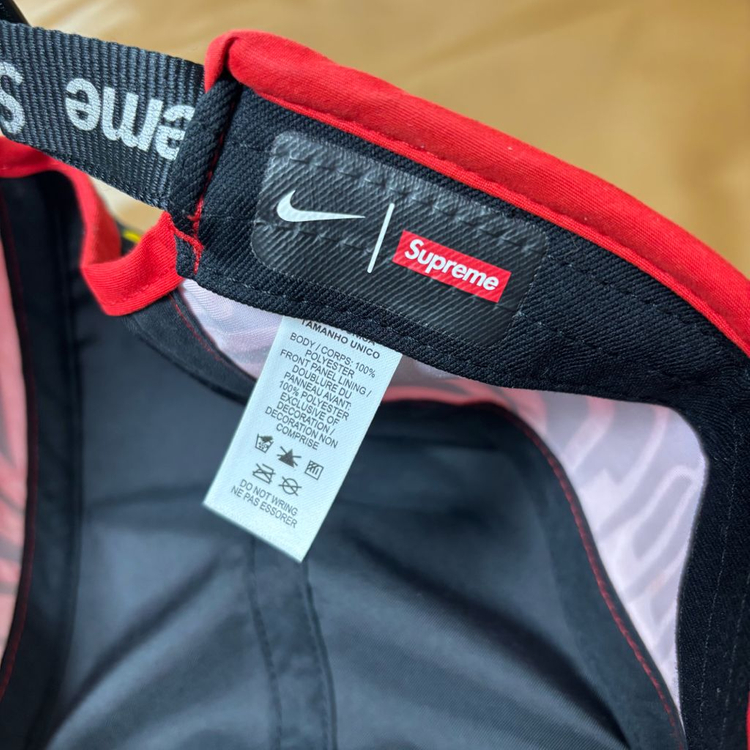 Supreme
TAMANHO UNICO
BODY / CORPS: 100%
POLYESTER
FRONT PANEL LINING /
DOUBLURE DU
PANNEAU AVANT:
100% POLYESTER
EXCLUSIVE OF
DECORATION /
DECORATION NON
COMPRISE
DO NOT WRING
NE PAS ESSORER
eme
S